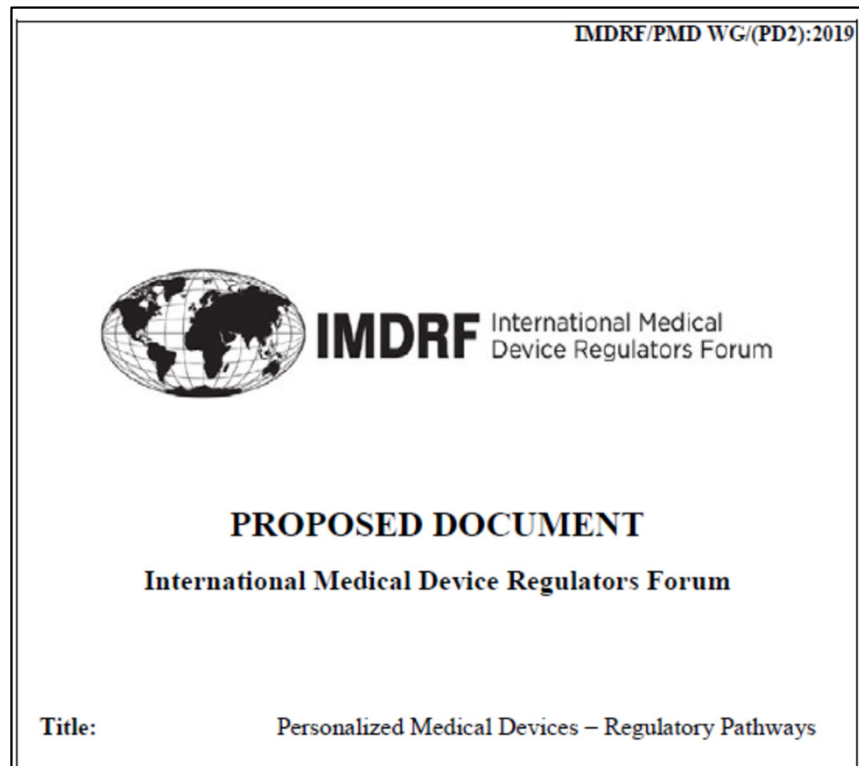 IMDRF/PMD WG/(PD2):2019
IMDRF International Medical
Device Regulators Forum
PROPOSED DOCUMENT
International Medical Device Regulators Forum
Title: Personalized Medical Devices – Regulatory Pathways